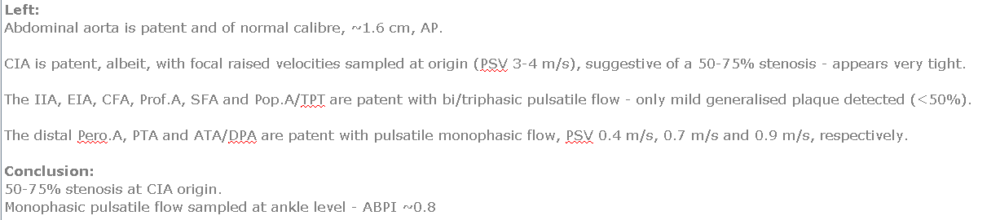 Left:
Abdominal aorta is patent and of normal calibre, ~1.6 cm, AP.
CIA is patent, albeit, with focal raised velocities sampled at origin (PSV 3-4 m/s), suggestive of a 50-75% stenosis - appears very tight.
The IIA, EIA, CFA, Prof.A, SFA and Pop.A/TPT are patent with bi/triphasic pulsatile flow - only mild generalised plaque detected (<50%).
The distal Pero.A, PTA and ATA/DPA are patent with pulsatile monophasic flow, PSV 0.4 m/s, 0.7 m/s and 0.9 m/s, respectively.
Conclusion:
50-75% stenosis at CIA origin.
Monophasic pulsatile flow sampled at ankle level - ABPI ~0.8